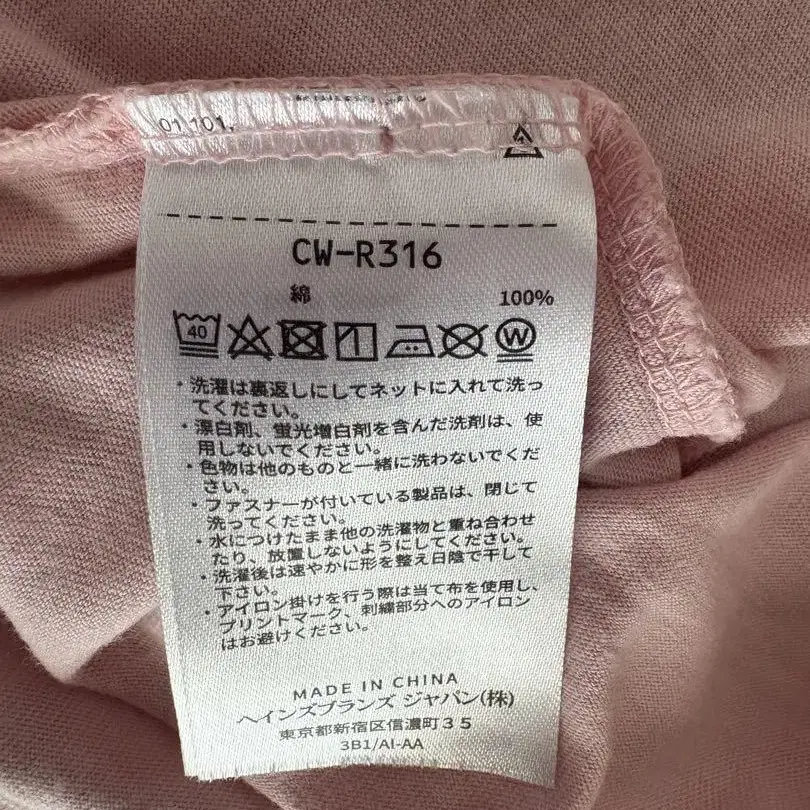 01 101.
CW-R316
綿 100%
40
W
・洗濯は裏返しにしてネットに入れて洗っ
てください。
・漂白剤、蛍光増白剤を含んだ洗剤は、使
用しないでください。
・色物は他のものと一緒に洗わないでくだ
さい。
・ファスナーが付いている製品は、閉じて
洗ってください。
・水につけたまま他の洗濯物と重ね合わせ
たり、放置しないようにしてください。
・洗濯後は速やかに形を整え日陰で干して
下さい。
・アイロン掛けを行う際は当て布を使用し、
プリントマーク、刺繍部分へのアイロン
はお避けください。
MADE IN CHINA
ヘインズブランズ ジャパン(株)
東京都新宿区信濃町35
3B1/AI-AA